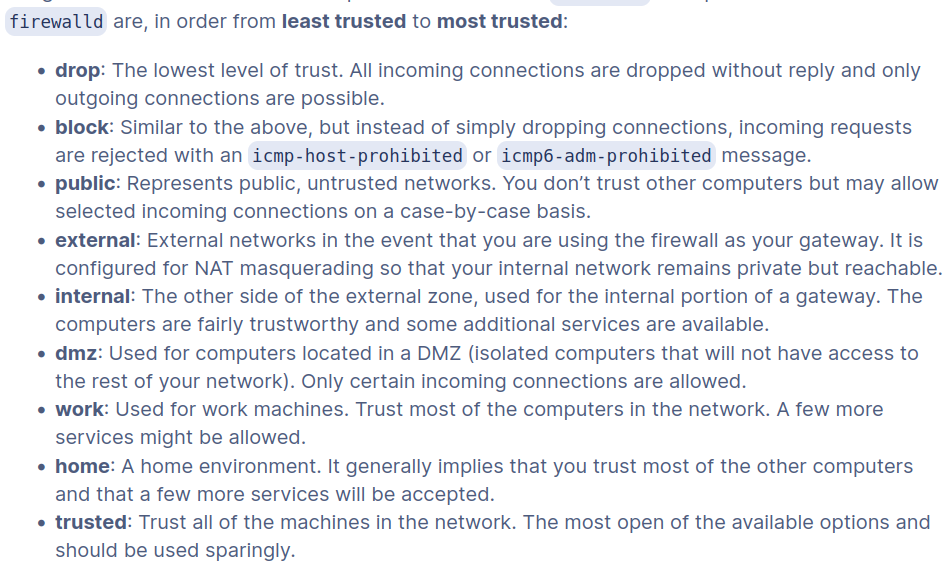 firewalld are, in order from least trusted to most trusted:
• drop: The lowest level of trust. All incoming connections are dropped without reply and only
outgoing connections are possible.
• block: Similar to the above, but instead of simply dropping connections, incoming requests
are rejected with an icmp-host-prohibited or icmp6-adm-prohibited message.
• public: Represents public, untrusted networks. You don’t trust other computers but may allow
selected incoming connections on a case-by-case basis.
• external: External networks in the event that you are using the firewall as your gateway. It is
configured for NAT masquerading so that your internal network remains private but reachable.
• internal: The other side of the external zone, used for the internal portion of a gateway. The
computers are fairly trustworthy and some additional services are available.
• dmz: Used for computers located in a DMZ (isolated computers that will not have access to
the rest of your network). Only certain incoming connections are allowed.
• work: Used for work machines. Trust most of the computers in the network. A few more
services might be allowed.
• home: A home environment. It generally implies that you trust most of the other computers
and that a few more services will be accepted.
• trusted: Trust all of the machines in the network. The most open of the available options and
should be used sparingly.